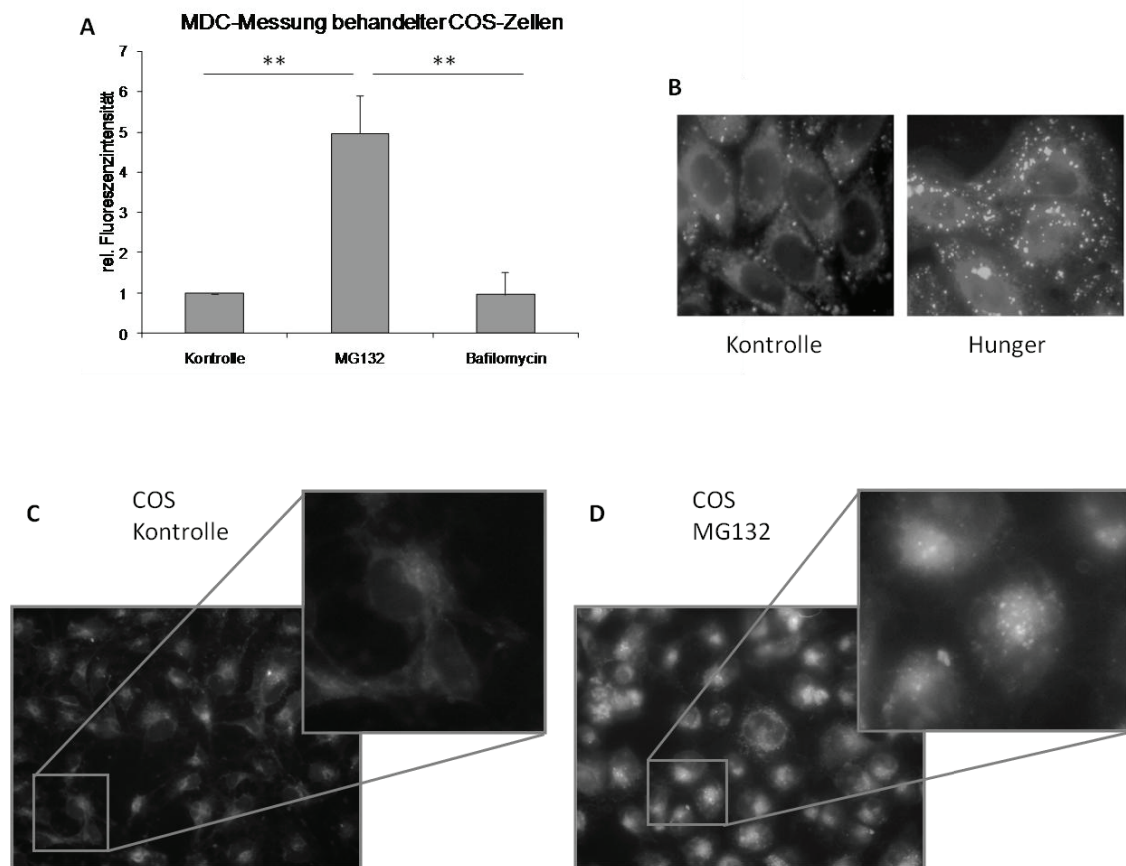 A
MDC-Messung behandelter COS-Zellen
rel. Fluoreszenzintensität
7
6
5
4
3
2
1
0
**
**
Kontrolle
MG132
Bafilomycin
B
Kontrolle
Hunger
C
COS
Kontrolle
D
COS
MG132